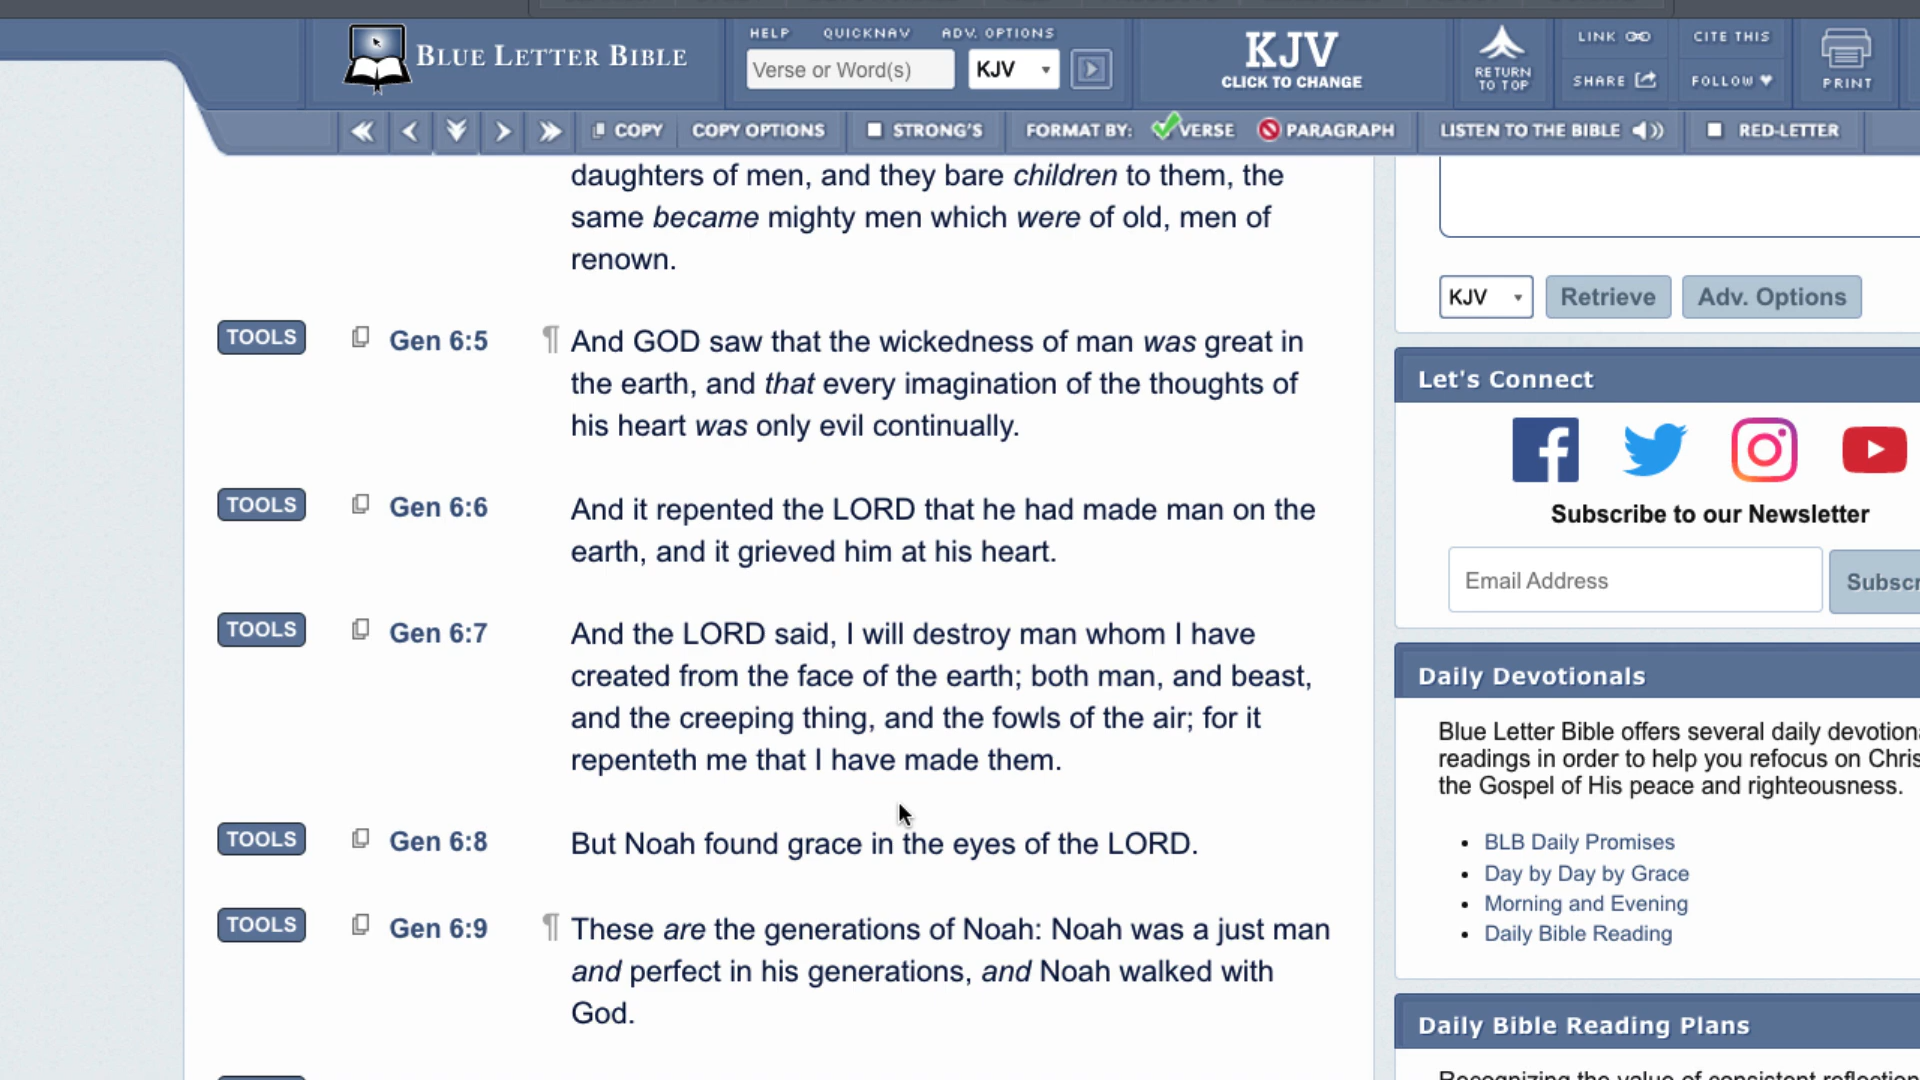 HELP QUICKNAV ADV. OPTIONS
BLUE LETTER BIBLE
Verse or Word(s) KJV
KJV
CLICK TO CHANGE
RETURN
TO TOP
LINK
SHARE
CITE THIS
FOLLOW
PRINT
COPY COPY OPTIONS STRONG'S FORMAT BY: VERSE PARAGRAPH LISTEN TO THE BIBLE RED-LETTER
daughters of men, and they bare children to them, the
same became mighty men which were of old, men of
renown.
TOOLS Gen 6:5 ¶ And GOD saw that the wickedness of man was great in
the earth, and that every imagination of the thoughts of
his heart was only evil continually.
TOOLS Gen 6:6 And it repented the LORD that he had made man on the
earth, and it grieved him at his heart.
TOOLS Gen 6:7 And the LORD said, I will destroy man whom I have
created from the face of the earth; both man, and beast,
and the creeping thing, and the fowls of the air; for it
repenteth me that I have made them.
TOOLS Gen 6:8 But Noah found grace in the eyes of the LORD.
TOOLS Gen 6:9 ¶ These are the generations of Noah: Noah was a just man
and perfect in his generations, and Noah walked with
God.
KJV Retrieve Adv. Options
Let's Connect
Subscribe to our Newsletter
Email Address Subscr
Daily Devotionals
Blue Letter Bible offers several daily devotion
readings in order to help you refocus on Chris
the Gospel of His peace and righteousness.
• BLB Daily Promises
• Day by Day by Grace
• Morning and Evening
• Daily Bible Reading
Daily Bible Reading Plans
Recognizing the value of consistent reflection